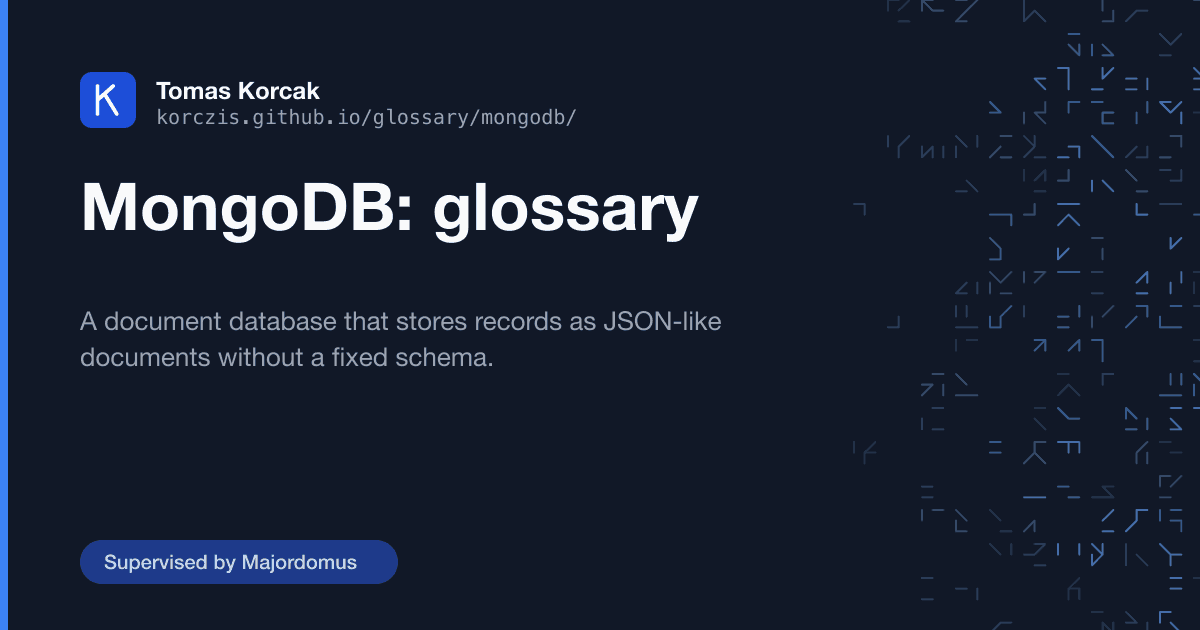 K
Tomas Korcak
korczis.github.io/glossary/mongodb/
MongoDB: glossary
A document database that stores records as JSON-like
documents without a fixed schema.
Supervised by Majordomus